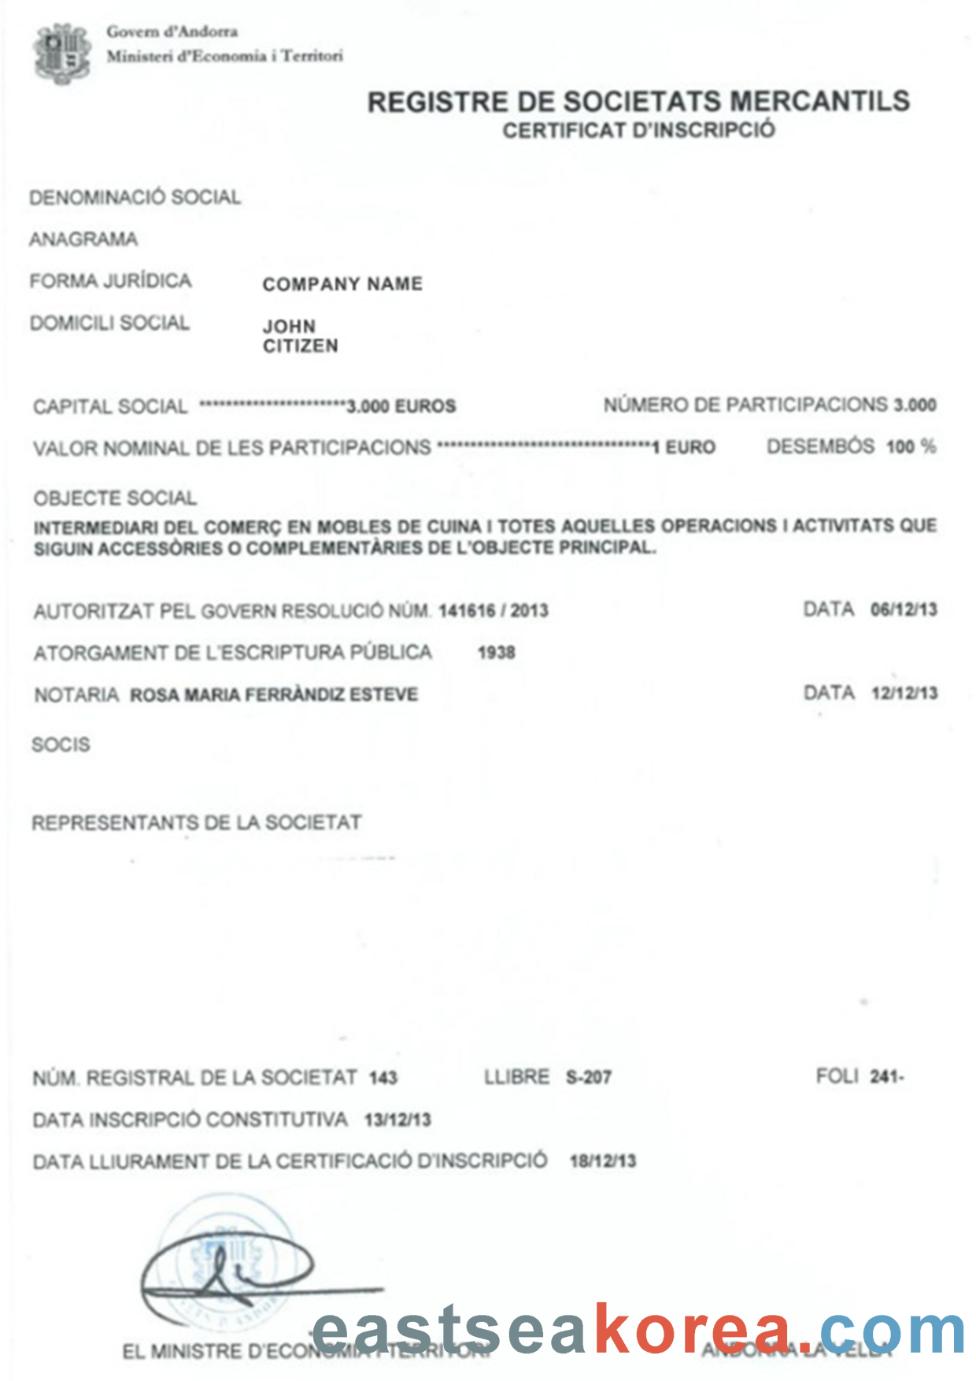 Govern d'Andorra
Ministeri d'Economia i Territori
REGISTRE DE SOCIETATS MERCANTILS
CERTIFICAT D'INSCRIPCIÓ
DENOMINACIÓ SOCIAL
ANAGRAMA
FORMA JURÍDICA COMPANY NAME
DOMICILI SOCIAL JOHN
CITIZEN
CAPITAL SOCIAL **********************3.000 EUROS NÚMERO DE PARTICIPACIONS 3.000
VALOR NOMINAL DE LES PARTICIPACIONS ********************************1 EURO DESEMBÓS 100 %
OBJECTE SOCIAL
INTERMEDIARI DEL COMERÇ EN MOBLES DE CUINA I TOTES AQUELLES OPERACIONS I ACTIVITATS QUE
SIGUIN ACCESSÒRIES O COMPLEMENTÀRIES DE L'OBJECTE PRINCIPAL.
AUTORITZAT PEL GOVERN RESOLUCIÓ NÚM. 141616 / 2013 DATA 06/12/13
ATORGAMENT DE L'ESCRIPTURA PÚBLICA 1938
NOTARIA ROSA MARIA FERRÀNDIZ ESTEVE DATA 12/12/13
SOCIS
REPRESENTANTS DE LA SOCIETAT
NÚM. REGISTRAL DE LA SOCIETAT 143 LLIBRE S-207 FOLI 241-
DATA INSCRIPCIÓ CONSTITUTIVA 13/12/13
DATA LLIURAMENT DE LA CERTIFICACIÓ D'INSCRIPCIÓ 18/12/13
eastseakorea.com
EL MINISTRE D'ECONOMIA I TERRITORI ANDORRA LA VELLA